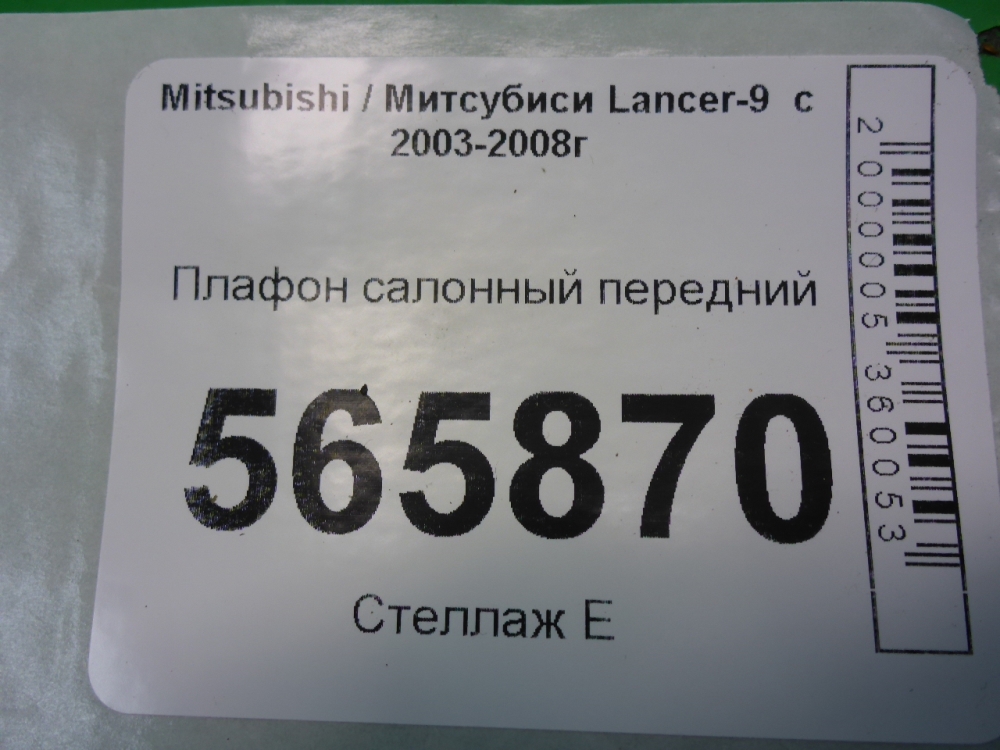 Mitsubishi / Митсубиси Lancer-9 с
2003-2008г
Плафон салонный передний
565870
Стеллаж Е
2000005360053